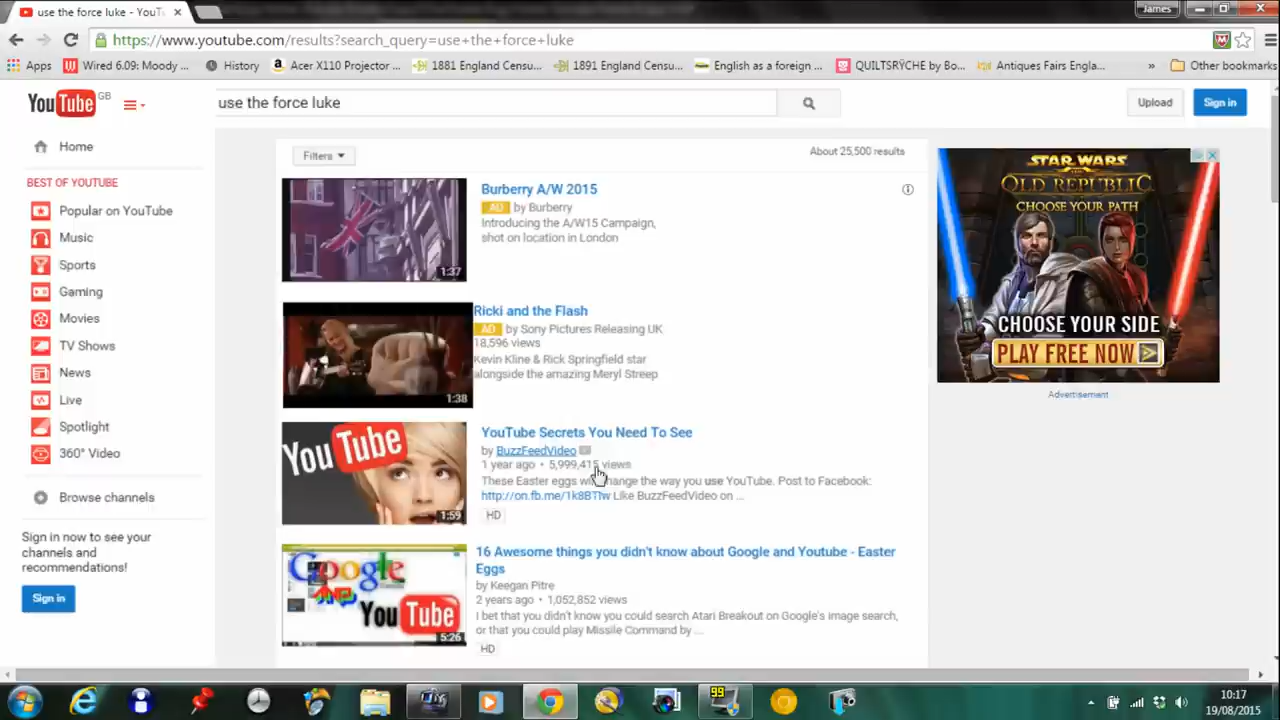 use the force luke - YouT
James
https://www.youtube.com/results?search_query=use+the+force+luke
Apps
Wired 6.09: Moody ...
History
Acer X110 Projector ...
1881 England Censu...
1891 England Censu...
English as a foreign ...
QUILTSRŸCHE by Bo...
Antiques Fairs Engla...
»
Other bookmarks
YouTube GB
use the force luke
Upload
Sign in
Home
BEST OF YOUTUBE
Popular on YouTube
Music
Sports
Gaming
Movies
TV Shows
News
Live
Spotlight
360° Video
Browse channels
Sign in now to see your
channels and
recommendations!
Sign in
Filters
About 25,500 results
1:37
Burberry A/W 2015
AD by Burberry
Introducing the A/W15 Campaign,
shot on location in London
1:38
Ricki and the Flash
AD by Sony Pictures Releasing UK
18,596 views
Kevin Kline & Rick Springfield star
alongside the amazing Meryl Streep
YouTube
1:59
YouTube Secrets You Need To See
by BuzzFeedVideo
1 year ago • 5,999,415 views
These Easter eggs change the way you use YouTube. Post to Facebook:
http://on.fb.me/1k8BTlw Like BuzzFeedVideo on ...
HD
Google
YouTube
5:26
16 Awesome things you didn't know about Google and Youtube - Easter
Eggs
by Keegan Pitre
2 years ago • 1,052,852 views
I bet that you didn't know you could search Atari Breakout on Google's image search,
or that you could play Missile Command by ...
HD
STAR WARS
THE OLD REPUBLIC
CHOOSE YOUR PATH
CHOOSE YOUR SIDE
PLAY FREE NOW
Advertisement
99
10:17
19/08/2015